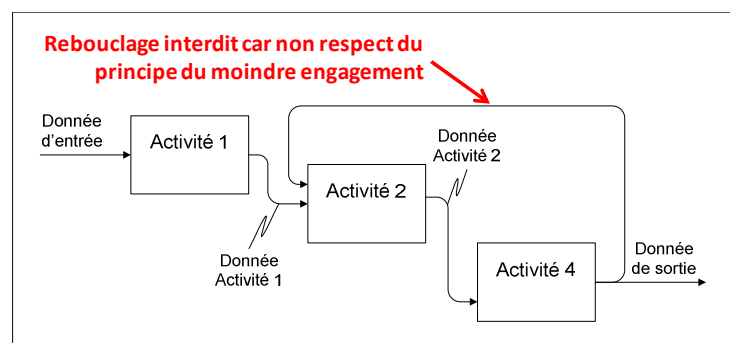 Rebouclage interdit car non respect du
principe du moindre engagement
Donnée
d'entrée
Activité 1
Donnée
Activité 1
Activité 2
Donnée
Activité 2
Activité 4
Donnée
de sortie